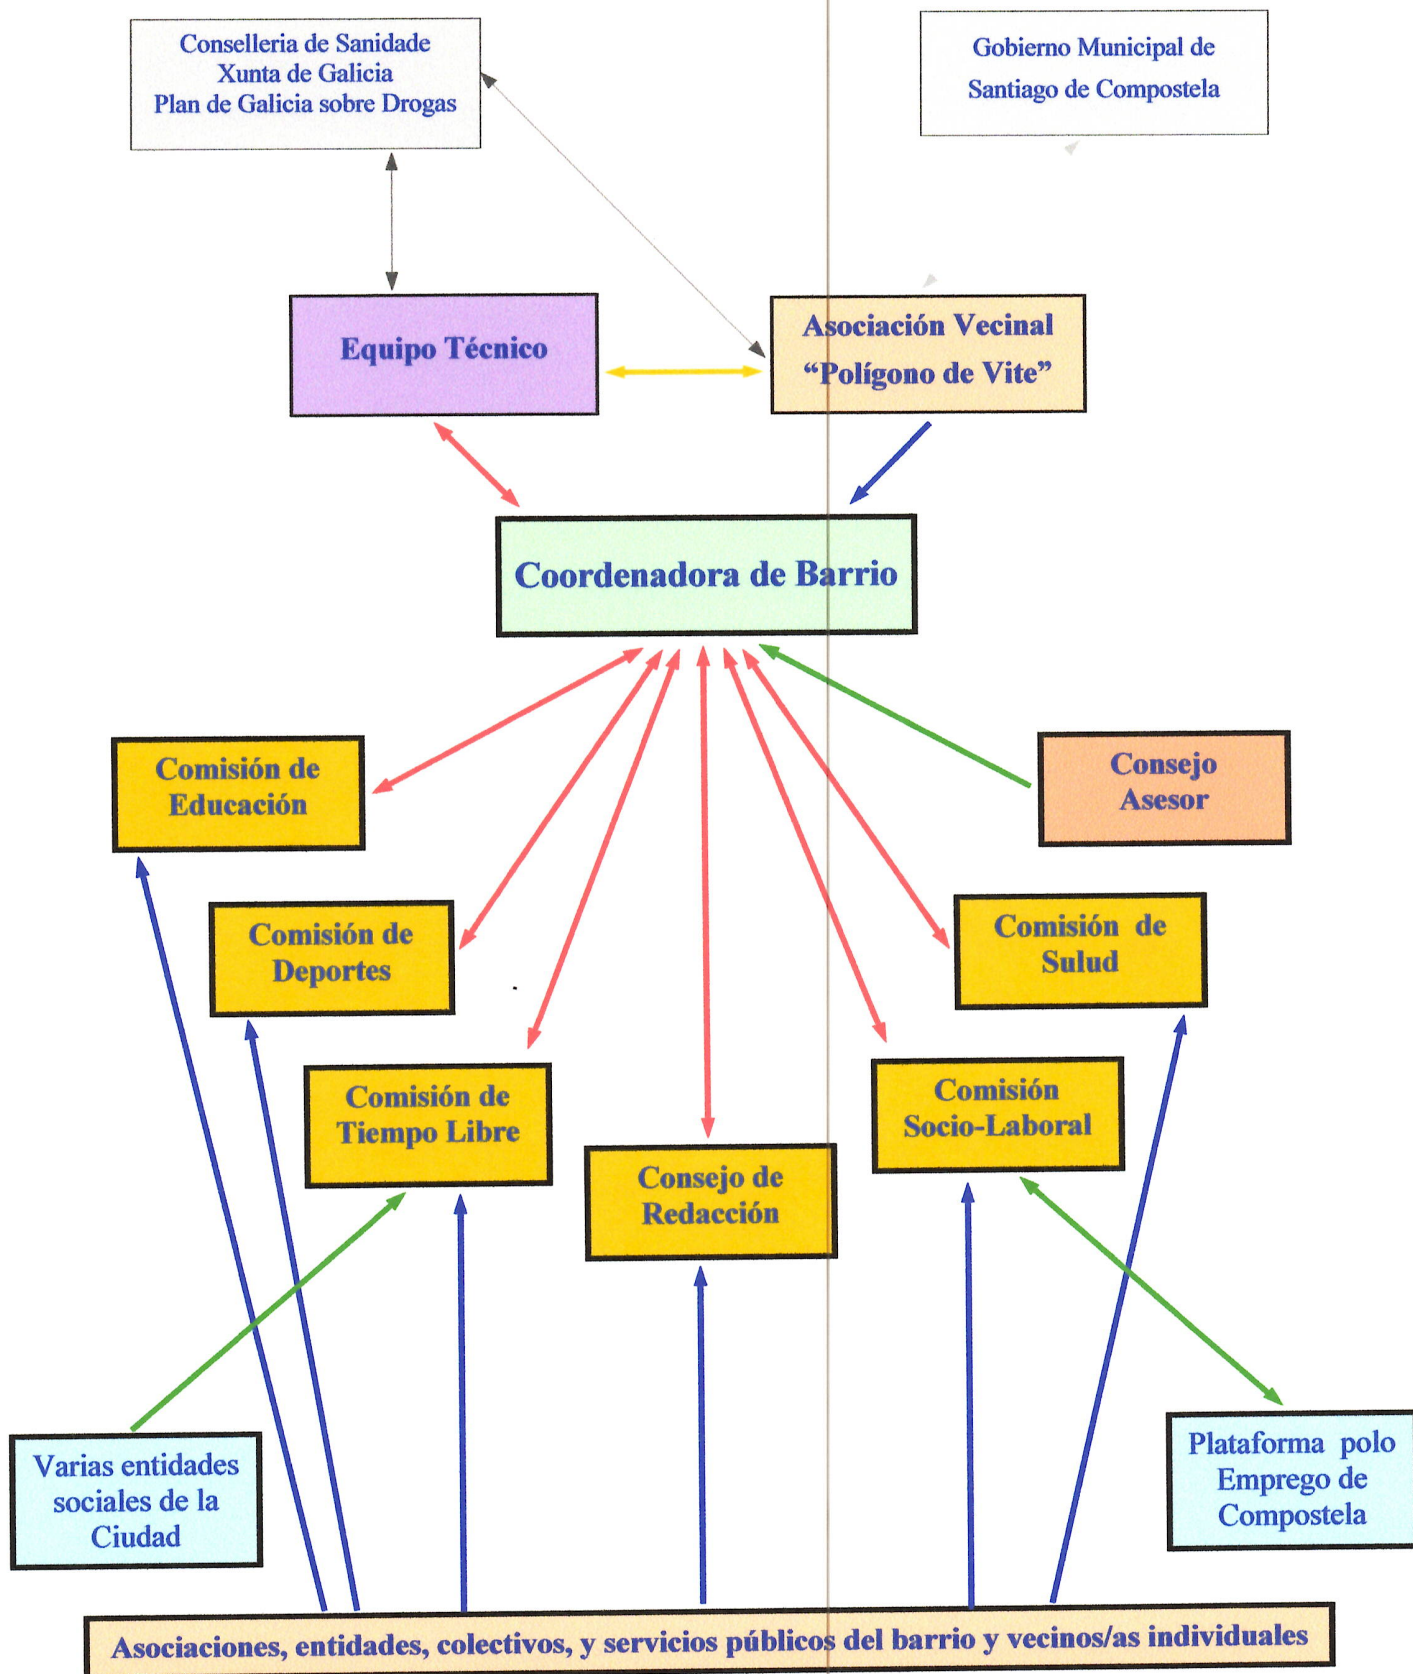 Conselleria de Sanidade
Xunta de Galicia
Plan de Galicia sobre Drogas
Gobierno Municipal de
Santiago de Compostela
Equipo Técnico
Asociación Vecinal
“Polígono de Vite”
Coordenadora de Barrio
Comisión de
Educación
Consejo
Asesor
Comisión de
Deportes
Comisión de
Sulud
Comisión de
Tiempo Libre
Comisión
Socio-Laboral
Consejo de
Redacción
Varias entidades
sociales de la
Ciudad
Plataforma polo
Emprego de
Compostela
Asociaciones, entidades, colectivos, y servicios públicos del barrio y vecinos/as individuales